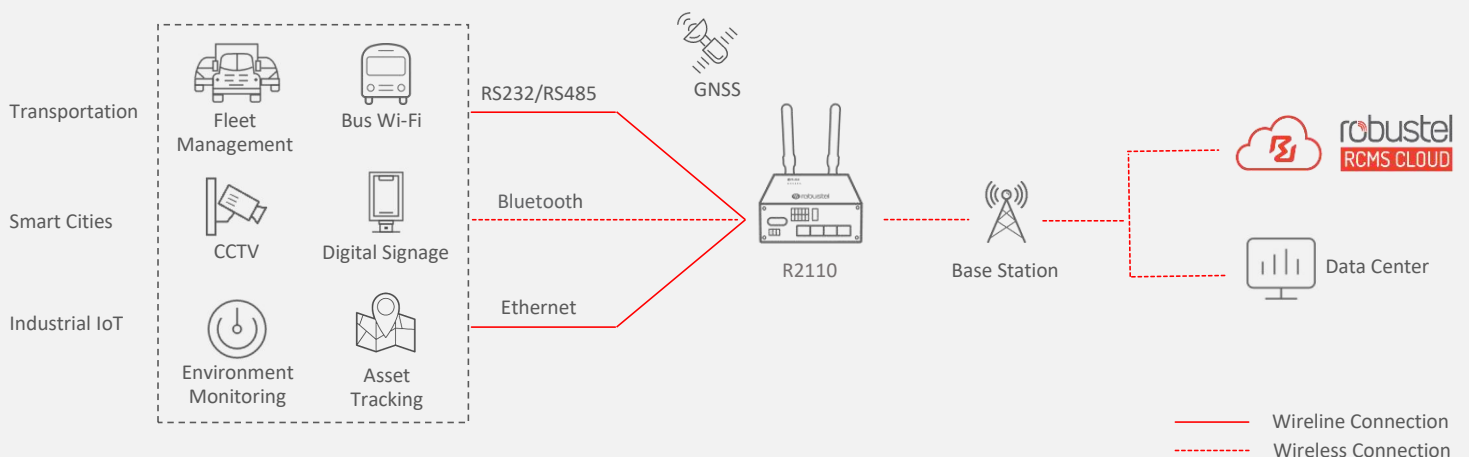 GNSS
Transportation
Fleet
Management
Bus Wi-Fi
RS232/RS485
robustel
RCMS CLOUD
Smart Cities
CCTV
Digital Signage
Bluetooth
robustel
R2110
Base Station
Data Center
Industrial IoT
Environment
Monitoring
Asset
Tracking
Ethernet
Wireline Connection
Wireless Connection